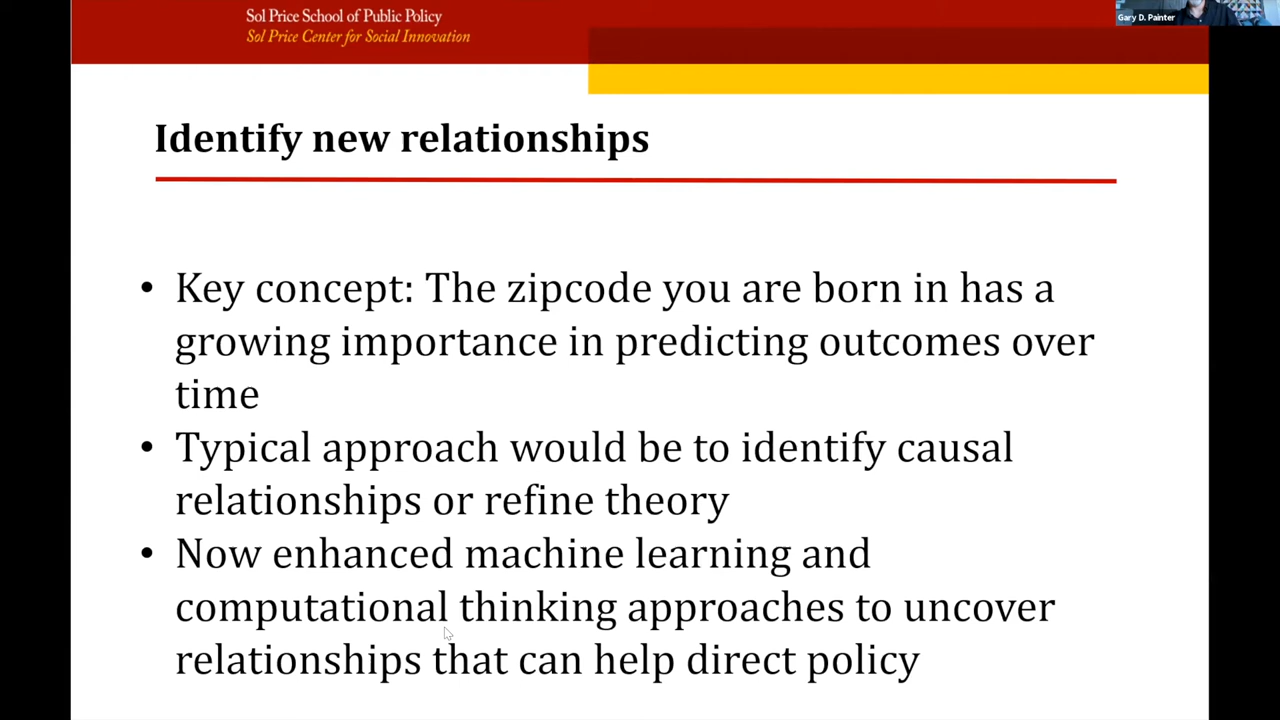 Sol Price School of Public Policy
Sol Price Center for Social Innovation
Gary D. Painter
Identify new relationships
• Key concept: The zipcode you are born in has a
growing importance in predicting outcomes over
time
• Typical approach would be to identify causal
relationships or refine theory
• Now enhanced machine learning and
computational thinking approaches to uncover
relationships that can help direct policy